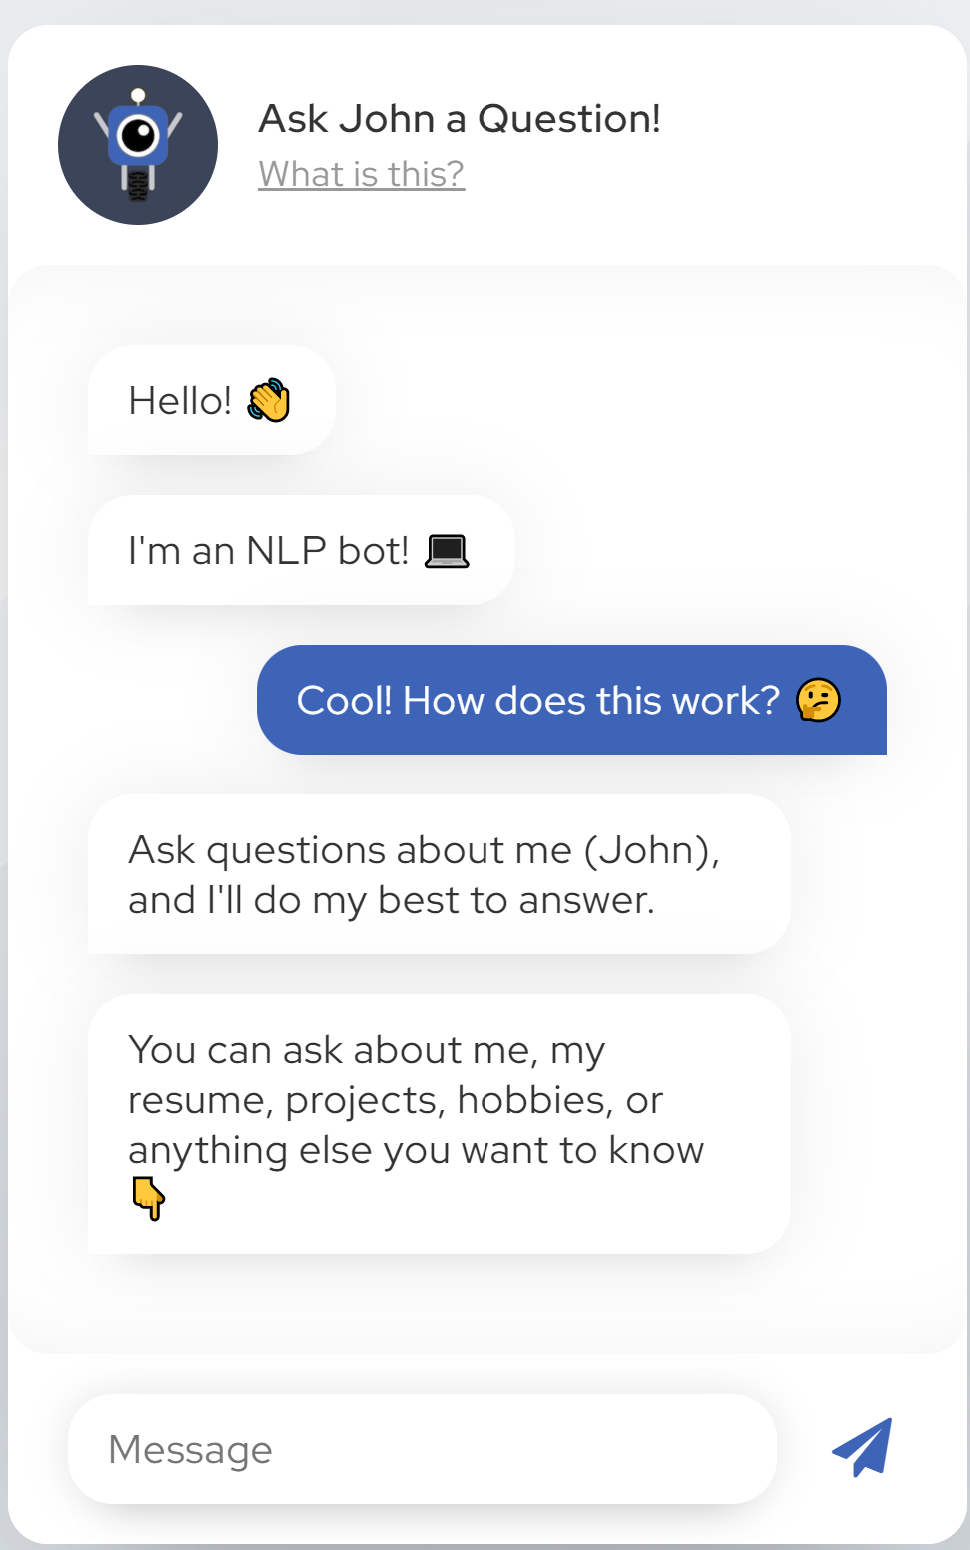 Ask John a Question!
What is this?
Hello! 👋
I'm an NLP bot! 💻
Cool! How does this work? 🤔
Ask questions about me (John),
and I'll do my best to answer.
You can ask about me, my
resume, projects, hobbies, or
anything else you want to know
👇
Message